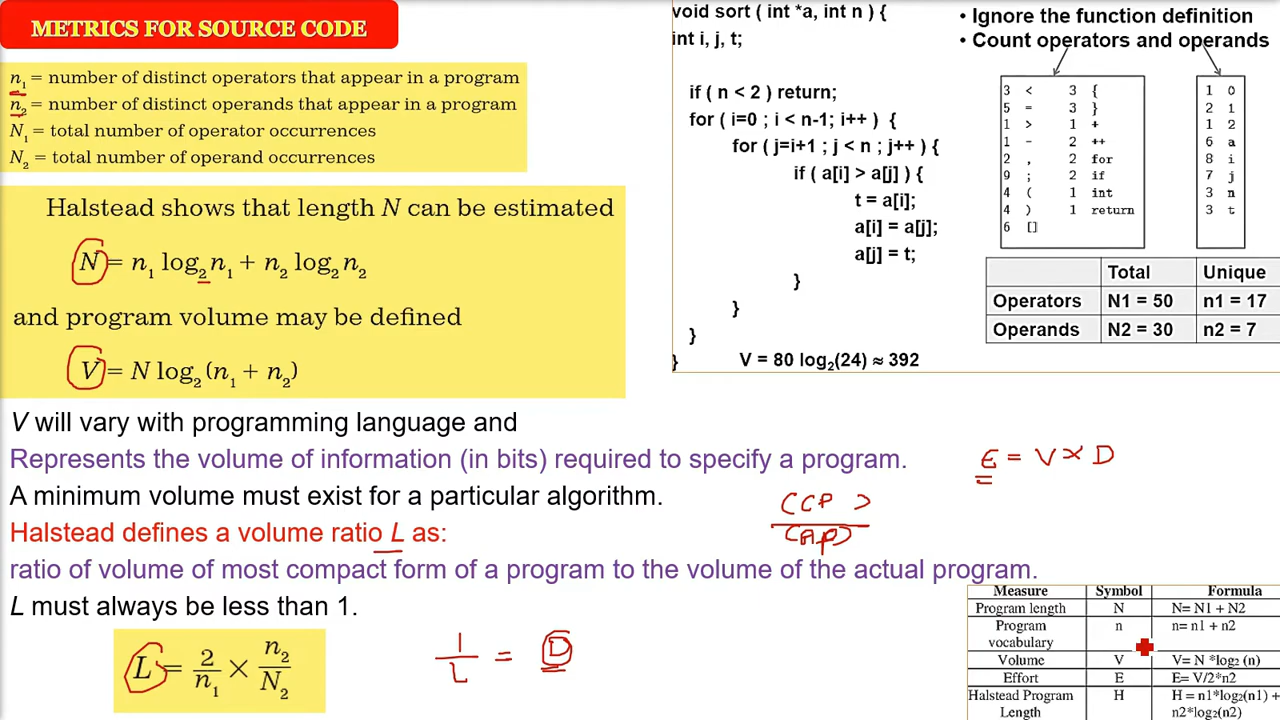 METRICS FOR SOURCE CODE
n1 = number of distinct operators that appear in a program
n2 = number of distinct operands that appear in a program
N1 = total number of operator occurrences
N2 = total number of operand occurrences
Halstead shows that length N can be estimated
N = n1 log2 n1 + n2 log2 n2
and program volume may be defined
V = N log2 (n1 + n2)
void sort ( int *a, int n ) {
int i, j, t;
if ( n < 2 ) return;
for ( i=0 ; i < n-1; i++ ) {
for ( j=i+1 ; j < n ; j++ ) {
if ( a[i] > a[j] ) {
t = a[i];
a[i] = a[j];
a[j] = t;
}
}
}
} V = 80 log2(24) ≈ 392
• Ignore the function definition
• Count operators and operands
3 < 3 {
5 = 3 }
1 > 1 +
1 - 2 ++
2 , 2 for
9 ; 2 if
4 ( 1 int
4 ) 1 return
6 []
1 0
2 1
1 2
6 a
8 i
7 j
3 n
3 t
Total Unique
Operators N1 = 50 n1 = 17
Operands N2 = 30 n2 = 7
V will vary with programming language and
Represents the volume of information (in bits) required to specify a program.
E = V × D
A minimum volume must exist for a particular algorithm.
(CCP)
(AP)
Halstead defines a volume ratio L as:
ratio of volume of most compact form of a program to the volume of the actual program.
L must always be less than 1.
L = 2/n1 × n2/N2
1/L = D
Measure Symbol Formula
Program length N N= N1 + N2
Program vocabulary n n= n1 + n2
Volume V V= N *log2 (n)
Effort E E= V/2*n2
Halstead Program Length H H = n1*log2(n1) + n2*log2(n2)